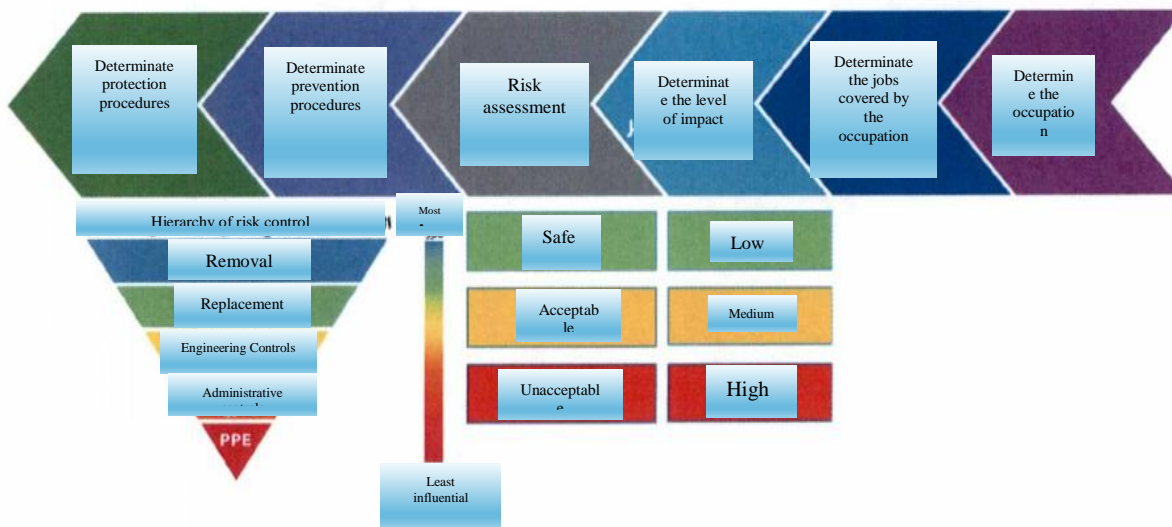 Determinate
protection
procedures
Determinate
prevention
procedures
Risk
assessment
Determinat
e the level
of impact
Determinate
the jobs
covered by
the
occupation
Determin
e the
occupatio
n
Hierarchy of risk control
Most
Removal
Replacement
Engineering Controls
Administrative
PPE
Least
influential
Safe
Low
Acceptab
le
Medium
Unacceptabl
e
High